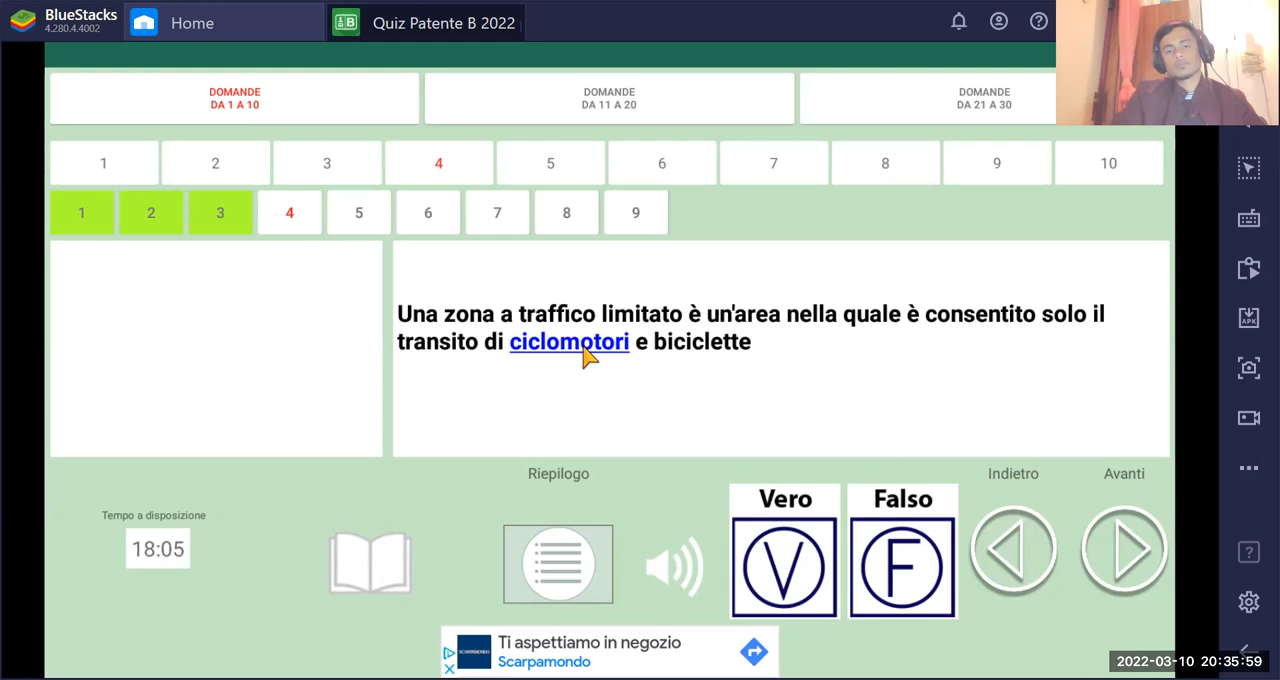 BlueStacks
4.280.4.4002
Home
Quiz Patente B 2022
DOMANDE
DA 1 A 10
DOMANDE
DA 11 A 20
DOMANDE
DA 21 A 30
1 2 3 4 5 6 7 8 9 10
1 2 3 4 5 6 7 8 9
Una zona a traffico limitato è un'area nella quale è consentito solo il
transito di ciclomotori e biciclette
Riepilogo
Indietro
Avanti
Vero
Falso
V
F
Tempo a disposizione
18:05
Ti aspettiamo in negozio
Scarpamondo
SCARPAMONDO
APK
2022-03-10 20:35:59